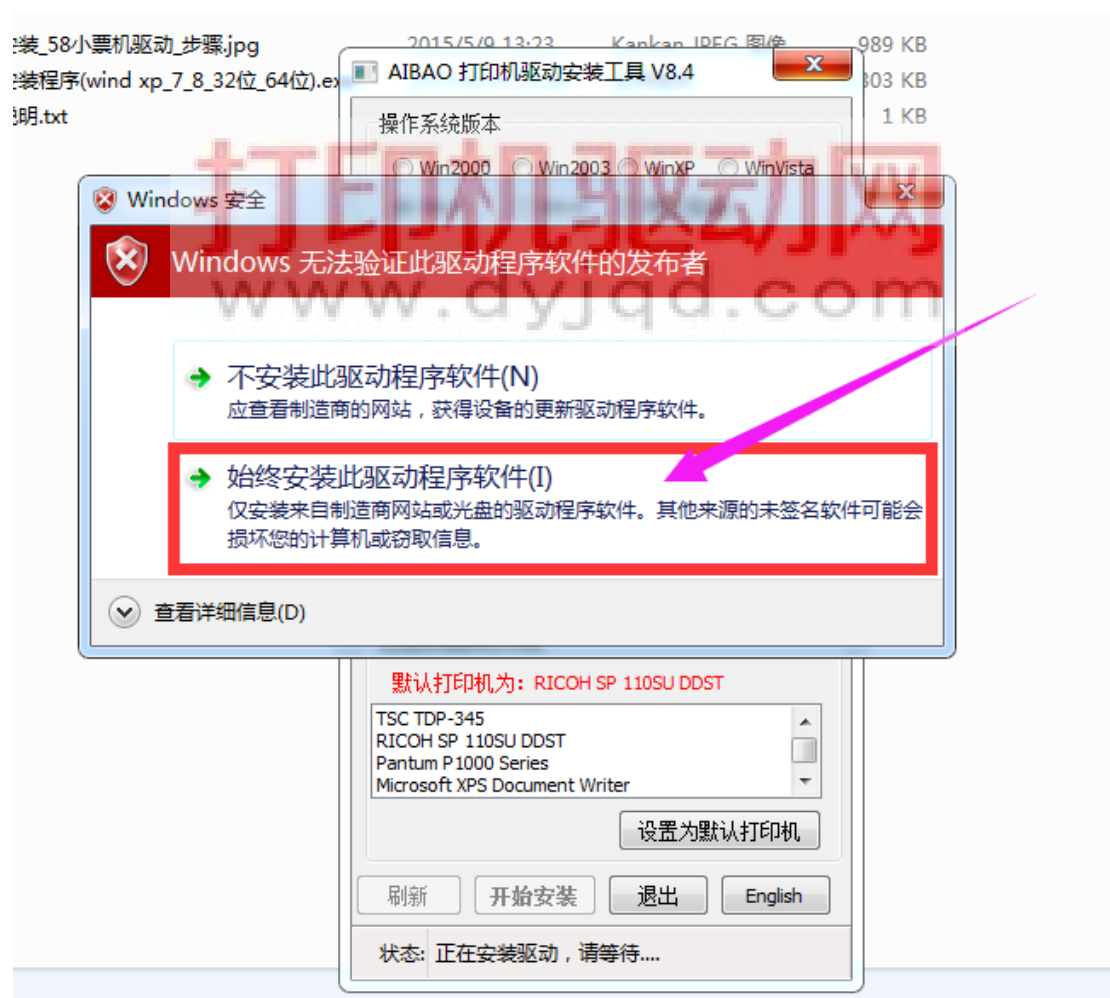 装_58小票机驱动_步骤.jpg 2015/5/9 13:23 Kankan JPEG 图像 989 KB
装程序(wind xp_7_8_32位_64位).ex 303 KB
明.txt 1 KB
AIBAO 打印机驱动安装工具 V8.4
操作系统版本
Win2000 Win2003 WinXP WinVista
打印机驱动网
www.dyjqd.com
Windows 安全
Windows 无法验证此驱动程序软件的发布者
不安装此驱动程序软件(N)
应查看制造商的网站，获得设备的更新驱动程序软件。
始终安装此驱动程序软件(I)
仅安装来自制造商网站或光盘的驱动程序软件。其他来源的未签名软件可能会
损坏您的计算机或窃取信息。
查看详细信息(D)
默认打印机为: RICOH SP 110SU DDST
TSC TDP-345
RICOH SP 110SU DDST
Pantum P1000 Series
Microsoft XPS Document Writer
设置为默认打印机
刷新 开始安装 退出 English
状态: 正在安装驱动，请等待....